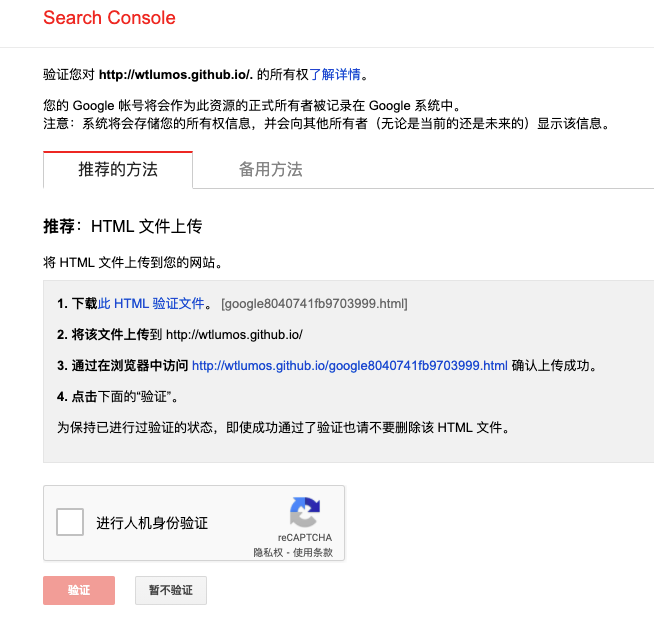 Search Console
验证您对 http://wtlumos.github.io/. 的所有权了解详情。
您的 Google 帐号将会作为此资源的正式所有者被记录在 Google 系统中。
注意：系统将会存储您的所有权信息，并会向其他所有者（无论是当前的还是未来的）显示该信息。
推荐的方法 备用方法
推荐：HTML 文件上传
将 HTML 文件上传到您的网站。
1. 下载此 HTML 验证文件。 [google8040741fb9703999.html]
2. 将该文件上传到 http://wtlumos.github.io/
3. 通过在浏览器中访问 http://wtlumos.github.io/google8040741fb9703999.html 确认上传成功。
4. 点击下面的“验证”。
为保持已进行过验证的状态，即使成功通过了验证也请不要删除该 HTML 文件。
进行人机身份验证
reCAPTCHA
隐私权 - 使用条款
验证 暂不验证